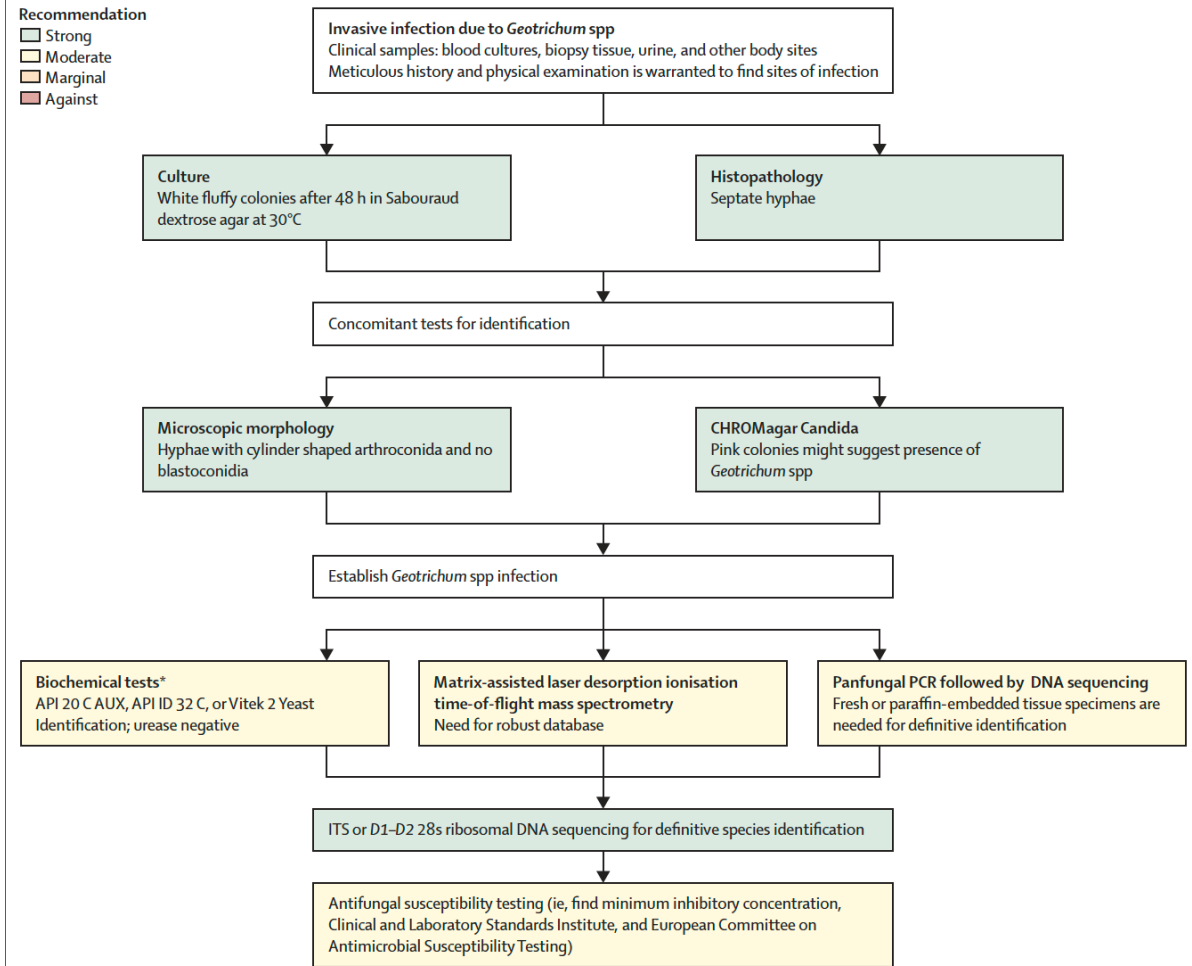 Recommendation
Strong
Moderate
Marginal
Against
Invasive infection due to Geotrichum spp
Clinical samples: blood cultures, biopsy tissue, urine, and other body sites
Meticulous history and physical examination is warranted to find sites of infection
Culture
White fluffy colonies after 48 h in Sabouraud
dextrose agar at 30°C
Histopathology
Septate hyphae
Concomitant tests for identification
Microscopic morphology
Hyphae with cylinder shaped arthroconida and no
blastoconidia
CHROMagar Candida
Pink colonies might suggest presence of
Geotrichum spp
Establish Geotrichum spp infection
Biochemical tests*
API 20 C AUX, API ID 32 C, or Vitek 2 Yeast
Identification; urease negative
Matrix-assisted laser desorption ionisation
time-of-flight mass spectrometry
Need for robust database
Panfungal PCR followed by DNA sequencing
Fresh or paraffin-embedded tissue specimens are
needed for definitive identification
ITS or D1–D2 28s ribosomal DNA sequencing for definitive species identification
Antifungal susceptibility testing (ie, find minimum inhibitory concentration,
Clinical and Laboratory Standards Institute, and European Committee on
Antimicrobial Susceptibility Testing)